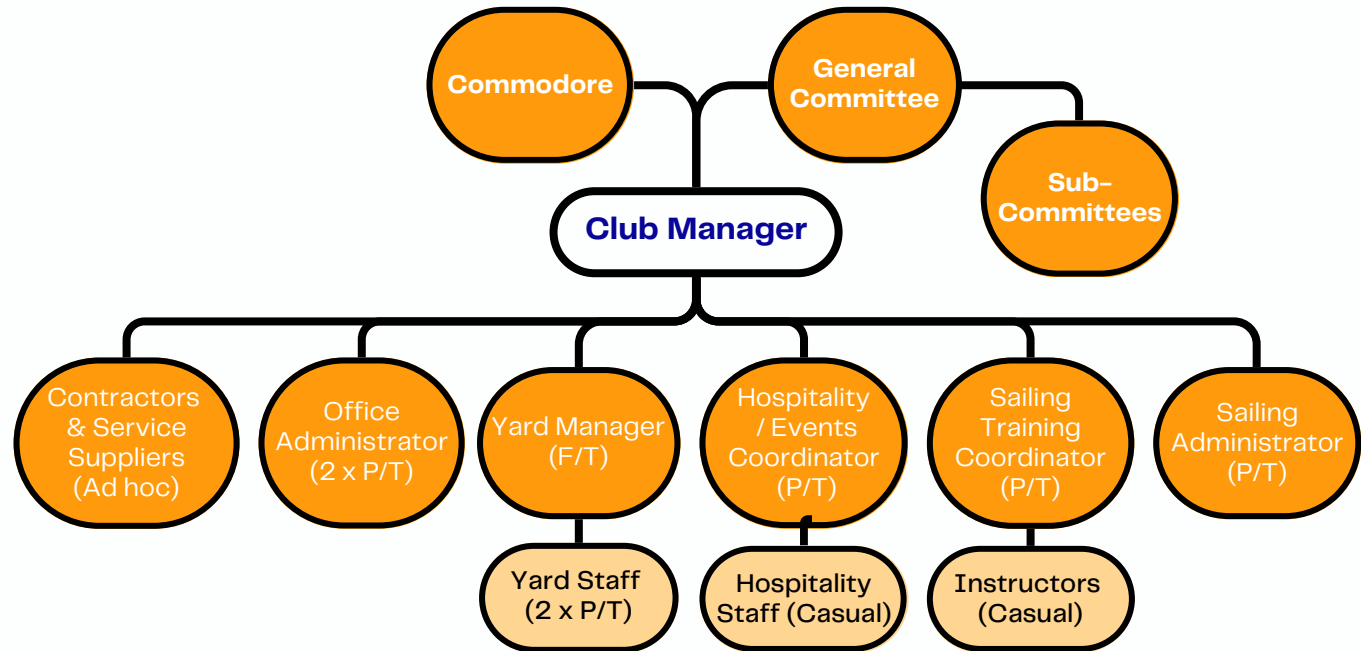 Commodore
General
Committee
Sub-
Committees
Club Manager
Contractors
& Service
Suppliers
(Ad hoc)
Office
Administrator
(2 x P/T)
Yard Manager
(F/T)
Hospitality
/ Events
Coordinator
(P/T)
Sailing
Training
Coordinator
(P/T)
Sailing
Administrator
(P/T)
Yard Staff
(2 x P/T)
Hospitality
Staff (Casual)
Instructors
(Casual)